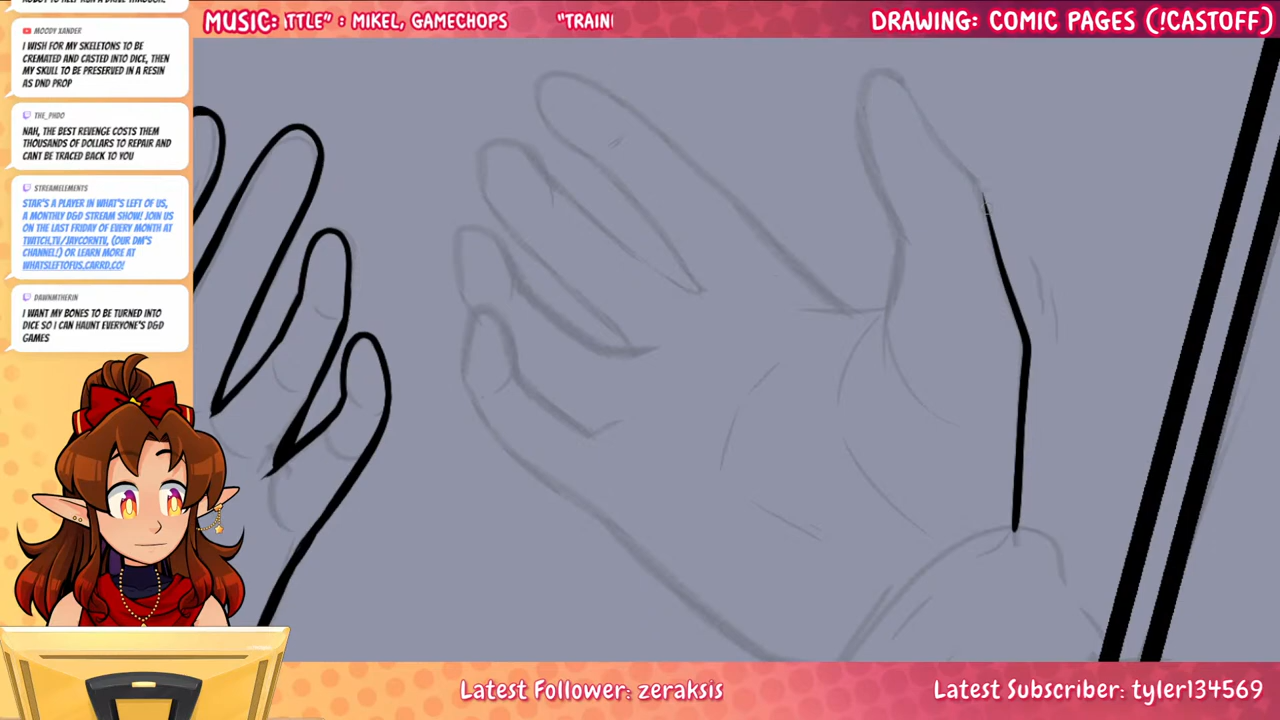 MUSIC: ITTLE" : MIKEL, GAMECHOPS "TRAINI
DRAWING: COMIC PAGES (!CASTOFF)
MOODY XANDER
I WISH FOR MY SKELETONS TO BE
CREMATED AND CASTED INTO DICE, THEN
MY SKULL TO BE PRESERVED IN A RESIN
AS DND PROP
THE_PHDO
NAH, THE BEST REVENGE COSTS THEM
THOUSANDS OF DOLLARS TO REPAIR AND
CANT BE TRACED BACK TO YOU
STREAMELEMENTS
STAR'S A PLAYER IN WHAT'S LEFT OF US,
A MONTHLY D&D STREAM SHOW! JOIN US
ON THE LAST FRIDAY OF EVERY MONTH AT
TWITCH.TV/JAYCORNTV, (OUR DM'S
CHANNEL!) OR LEARN MORE AT
WHATSLEFTOFUS.CARRD.CO!
DAWNMTHERIN
I WANT MY BONES TO BE TURNED INTO
DICE SO I CAN HAUNT EVERYONE'S D&D
GAMES
Latest Follower: zeraksis
Latest Subscriber: tyler134569